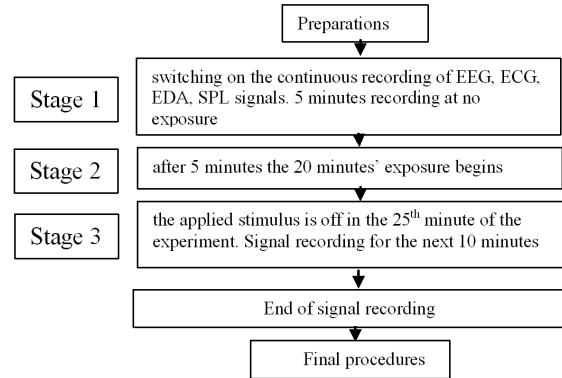 Preparations
Stage 1
switching on the continuous recording of EEG, ECG,
EDA, SPL signals. 5 minutes recording at no
exposure
Stage 2
after 5 minutes the 20 minutes’ exposure begins
Stage 3
the applied stimulus is off in the 25th minute of the
experiment. Signal recording for the next 10 minutes
End of signal recording
Final procedures